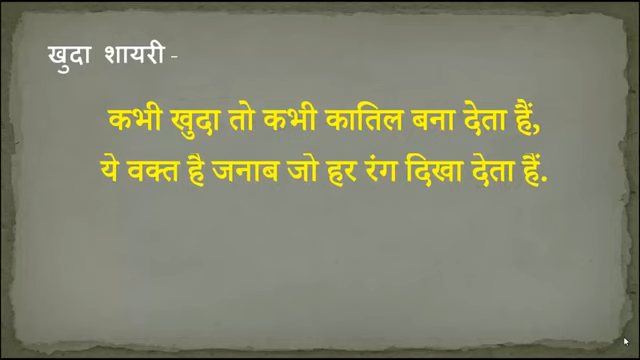 खुदा शायरी -
कभी खुदा तो कभी कातिल बना देता हैं,
ये वक्त है जनाब जो हर रंग दिखा देता हैं.